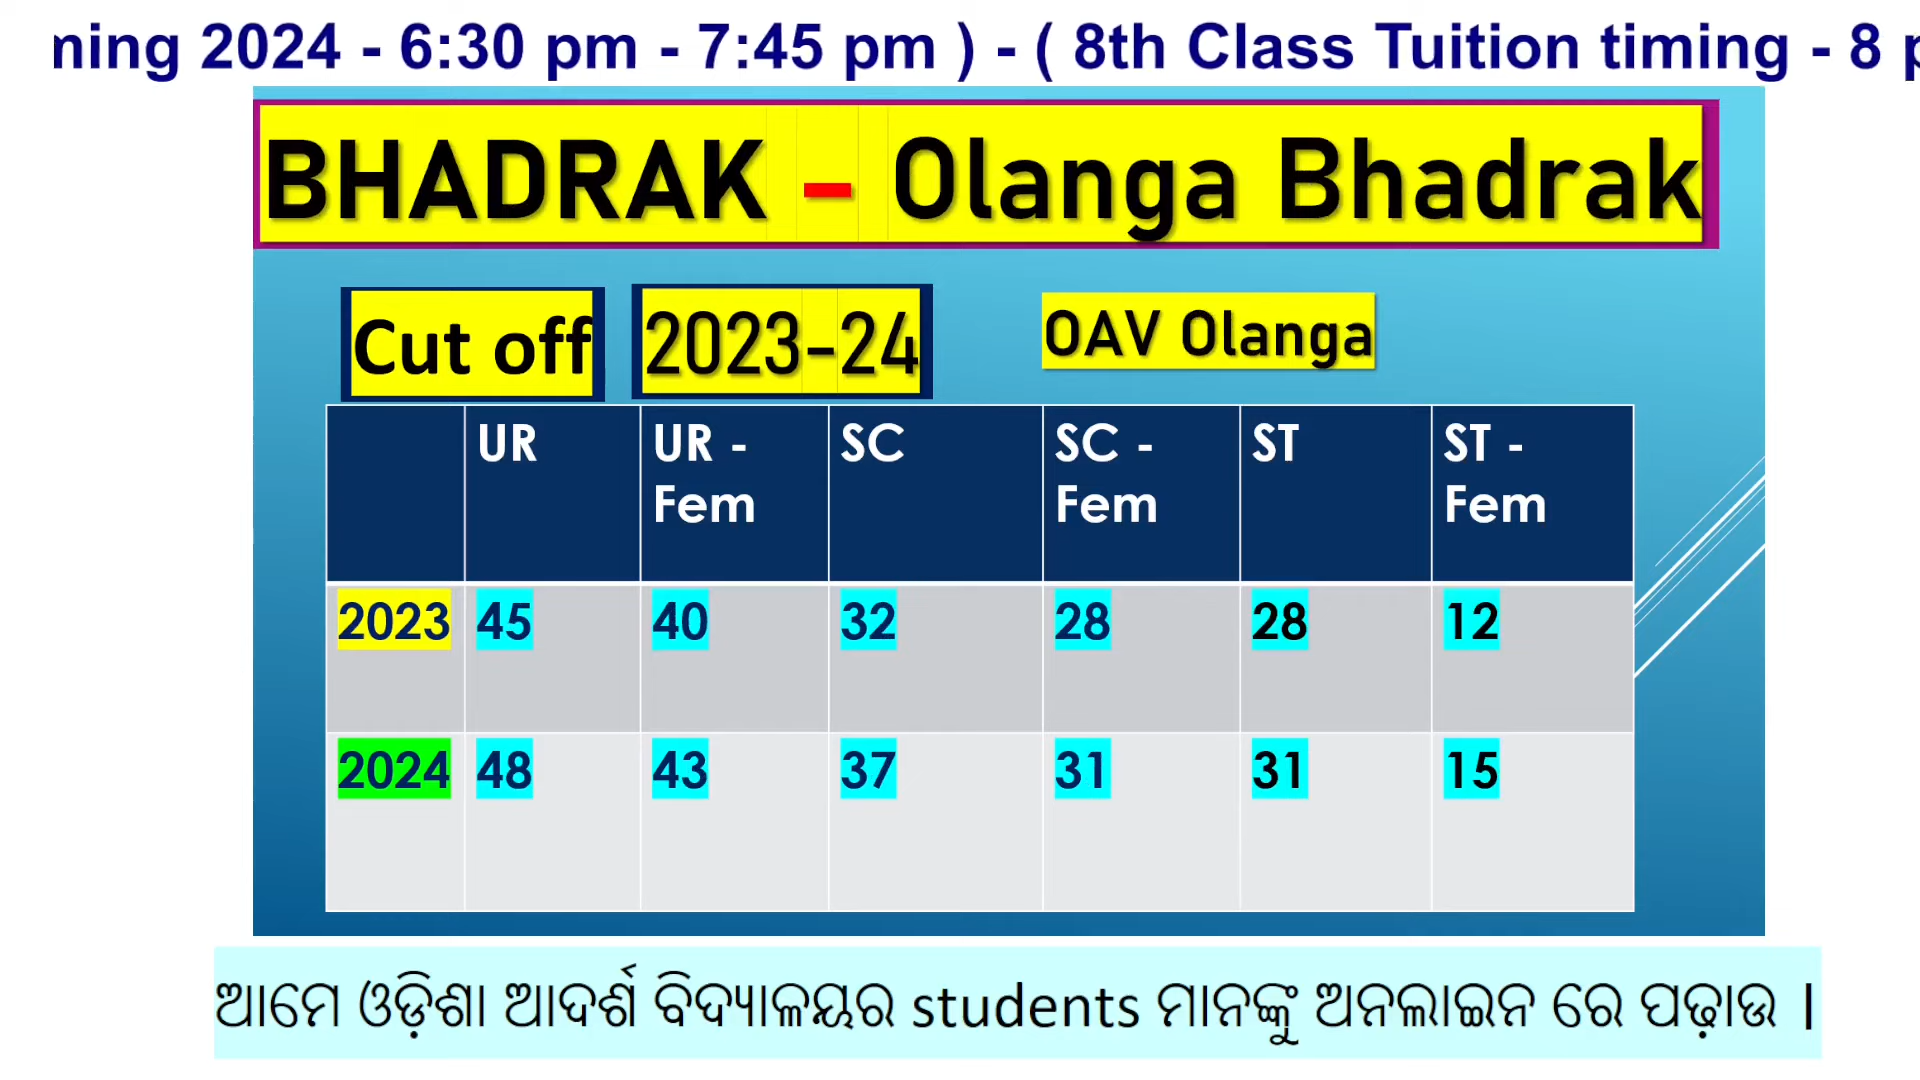 ning 2024 - 6:30 pm - 7:45 pm ) - ( 8th Class Tuition timing - 8 p
BHADRAK – Olanga Bhadrak
Cut off 2023-24 OAV Olanga
UR UR - Fem SC SC - Fem ST ST - Fem
2023 45 40 32 28 28 12
2024 48 43 37 31 31 15
ଆମେ ଓଡ଼ିଶା ଆଦର୍ଶ ବିଦ୍ୟାଳୟର students ମାନଙ୍କୁ ଅନଲାଇନ ରେ ପଢ଼ାଉ ।